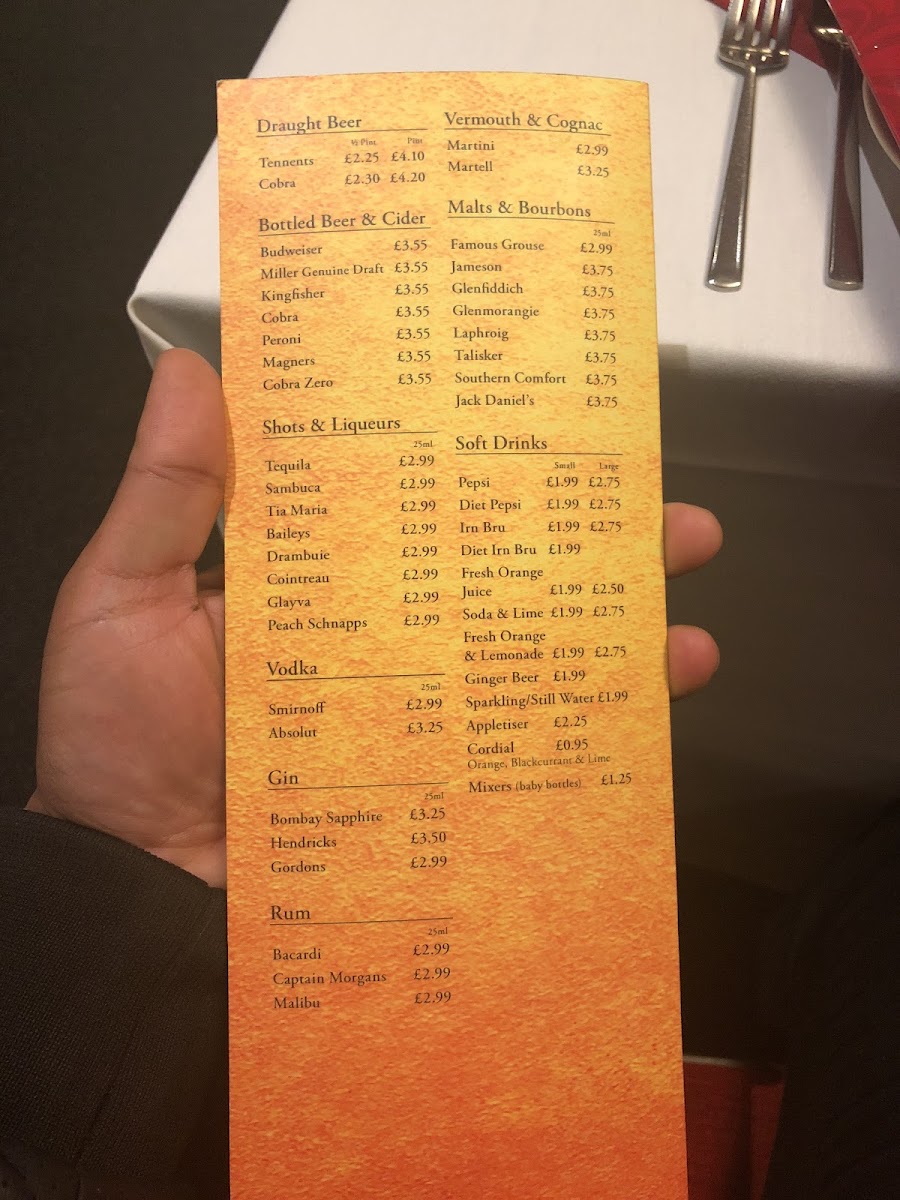 Draught Beer
½ Pint Pint
Tennents £2.25 £4.10
Cobra £2.30 £4.20
Bottled Beer & Cider
Budweiser £3.55
Miller Genuine Draft £3.55
Kingfisher £3.55
Cobra £3.55
Peroni £3.55
Magners £3.55
Cobra Zero £3.55
Shots & Liqueurs
25ml
Tequila £2.99
Sambuca £2.99
Tia Maria £2.99
Baileys £2.99
Drambuie £2.99
Cointreau £2.99
Glayva £2.99
Peach Schnapps £2.99
Vodka
25ml
Smirnoff £2.99
Absolut £3.25
Gin
25ml
Bombay Sapphire £3.25
Hendricks £3.50
Gordons £2.99
Rum
25ml
Bacardi £2.99
Captain Morgans £2.99
Malibu £2.99
Vermouth & Cognac
Martini £2.99
Martell £3.25
Malts & Bourbons
25ml
Famous Grouse £2.99
Jameson £3.75
Glenfiddich £3.75
Glenmorangie £3.75
Laphroig £3.75
Talisker £3.75
Southern Comfort £3.75
Jack Daniel's £3.75
Soft Drinks
Small Large
Pepsi £1.99 £2.75
Diet Pepsi £1.99 £2.75
Irn Bru £1.99 £2.75
Diet Irn Bru £1.99
Fresh Orange
Juice £1.99 £2.50
Soda & Lime £1.99 £2.75
Fresh Orange
& Lemonade £1.99 £2.75
Ginger Beer £1.99
Sparkling/Still Water £1.99
Appletiser £2.25
Cordial £0.95
Orange, Blackcurrant & Lime
Mixers (baby bottles) £1.25